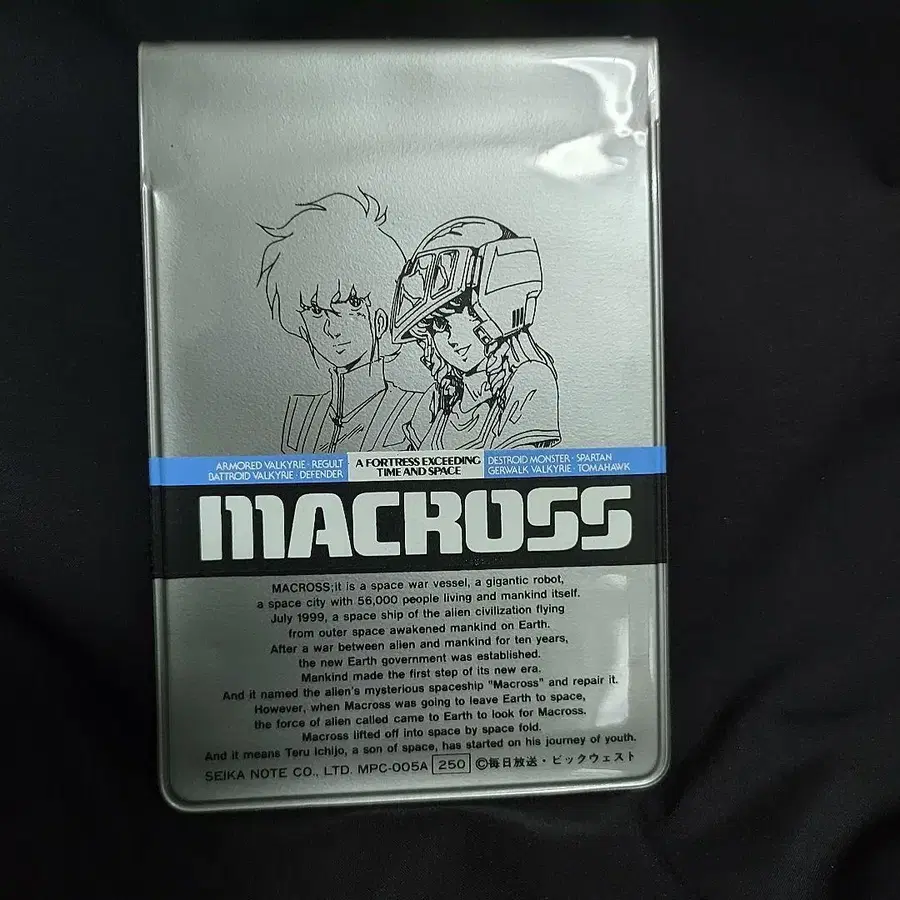 ARMORED VALKYRIE · REGULT
BATTROID VALKYRIE · DEFENDER
A FORTRESS EXCEEDING
TIME AND SPACE
DESTROID MONSTER · SPARTAN
GERWALK VALKYRIE · TOMAHAWK
MACROSS
MACROSS;it is a space war vessel, a gigantic robot,
a space city with 56,000 people living and mankind itself.
July 1999, a space ship of the alien civilization flying
from outer space awakened mankind on Earth.
After a war between alien and mankind for ten years,
the new Earth government was established.
Mankind made the first step of its new era.
And it named the alien's mysterious spaceship "Macross" and repair it.
However, when Macross was going to leave Earth to space,
the force of alien called came to Earth to look for Macross.
Macross lifted off into space by space fold.
And it means Teru Ichijo, a son of space, has started on his journey of youth.
SEIKA NOTE CO., LTD. MPC-005A 250 ©毎日放送・ビックウェスト